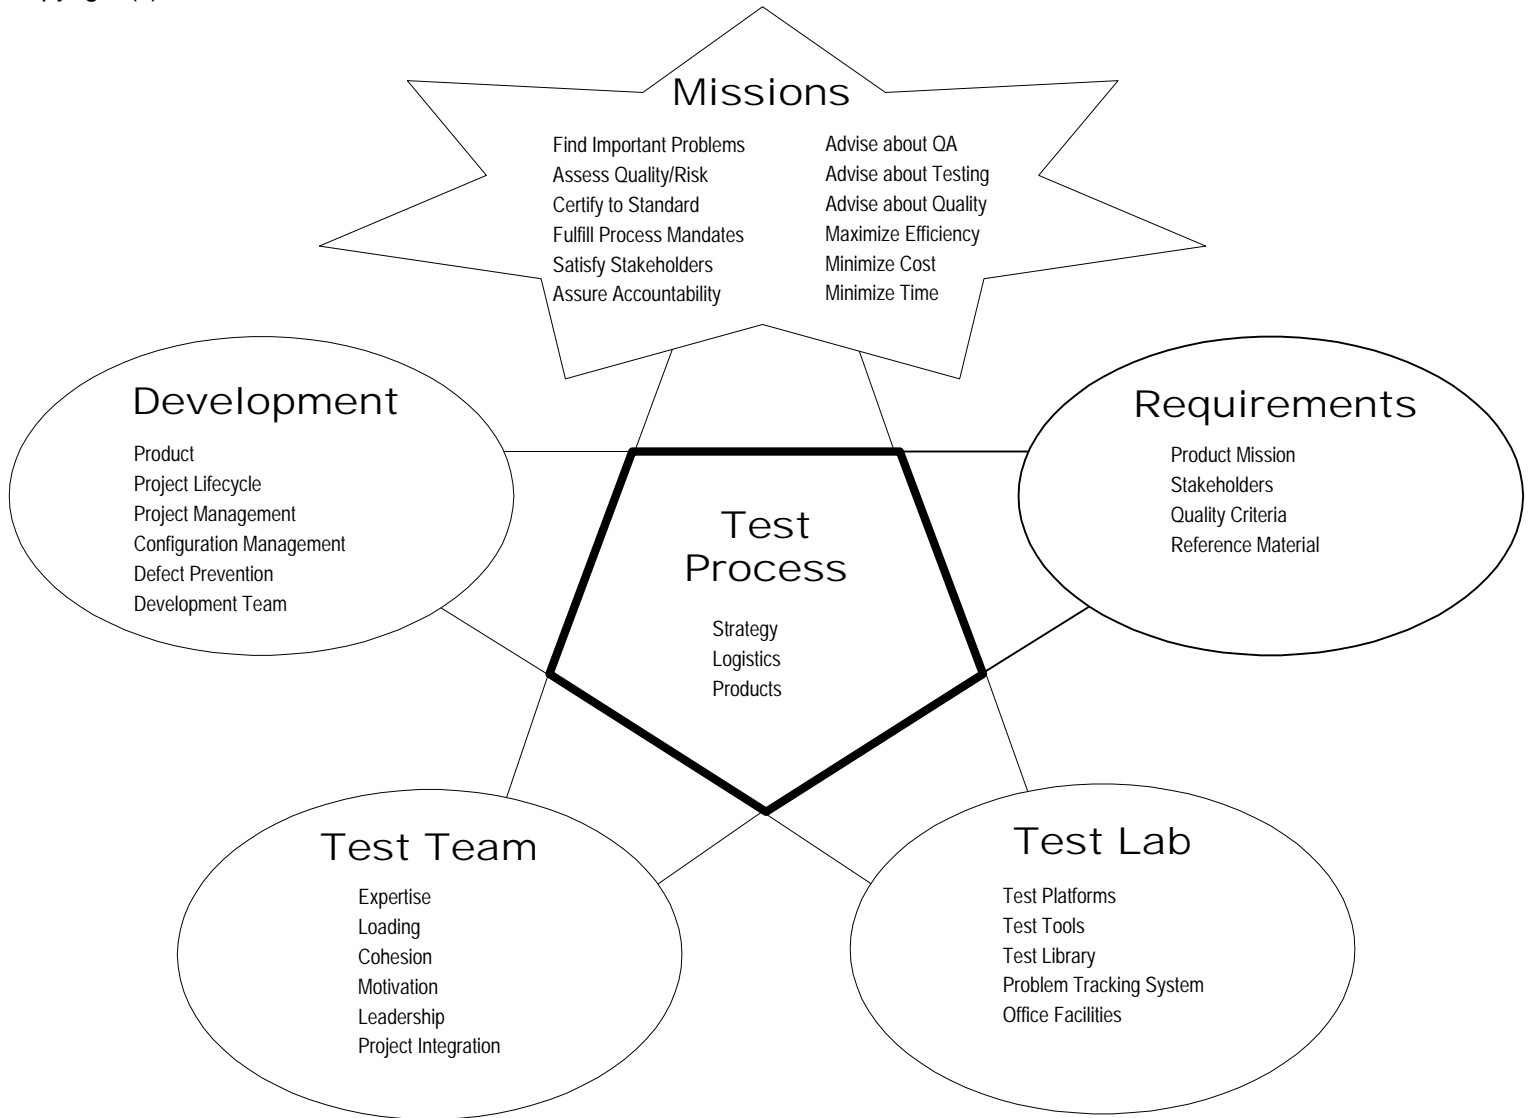 Missions
Find Important Problems
Assess Quality/Risk
Certify to Standard
Fulfill Process Mandates
Satisfy Stakeholders
Assure Accountability
Advise about QA
Advise about Testing
Advise about Quality
Maximize Efficiency
Minimize Cost
Minimize Time
Development
Product
Project Lifecycle
Project Management
Configuration Management
Defect Prevention
Development Team
Requirements
Product Mission
Stakeholders
Quality Criteria
Reference Material
Test
Process
Strategy
Logistics
Products
Test Team
Expertise
Loading
Cohesion
Motivation
Leadership
Project Integration
Test Lab
Test Platforms
Test Tools
Test Library
Problem Tracking System
Office Facilities